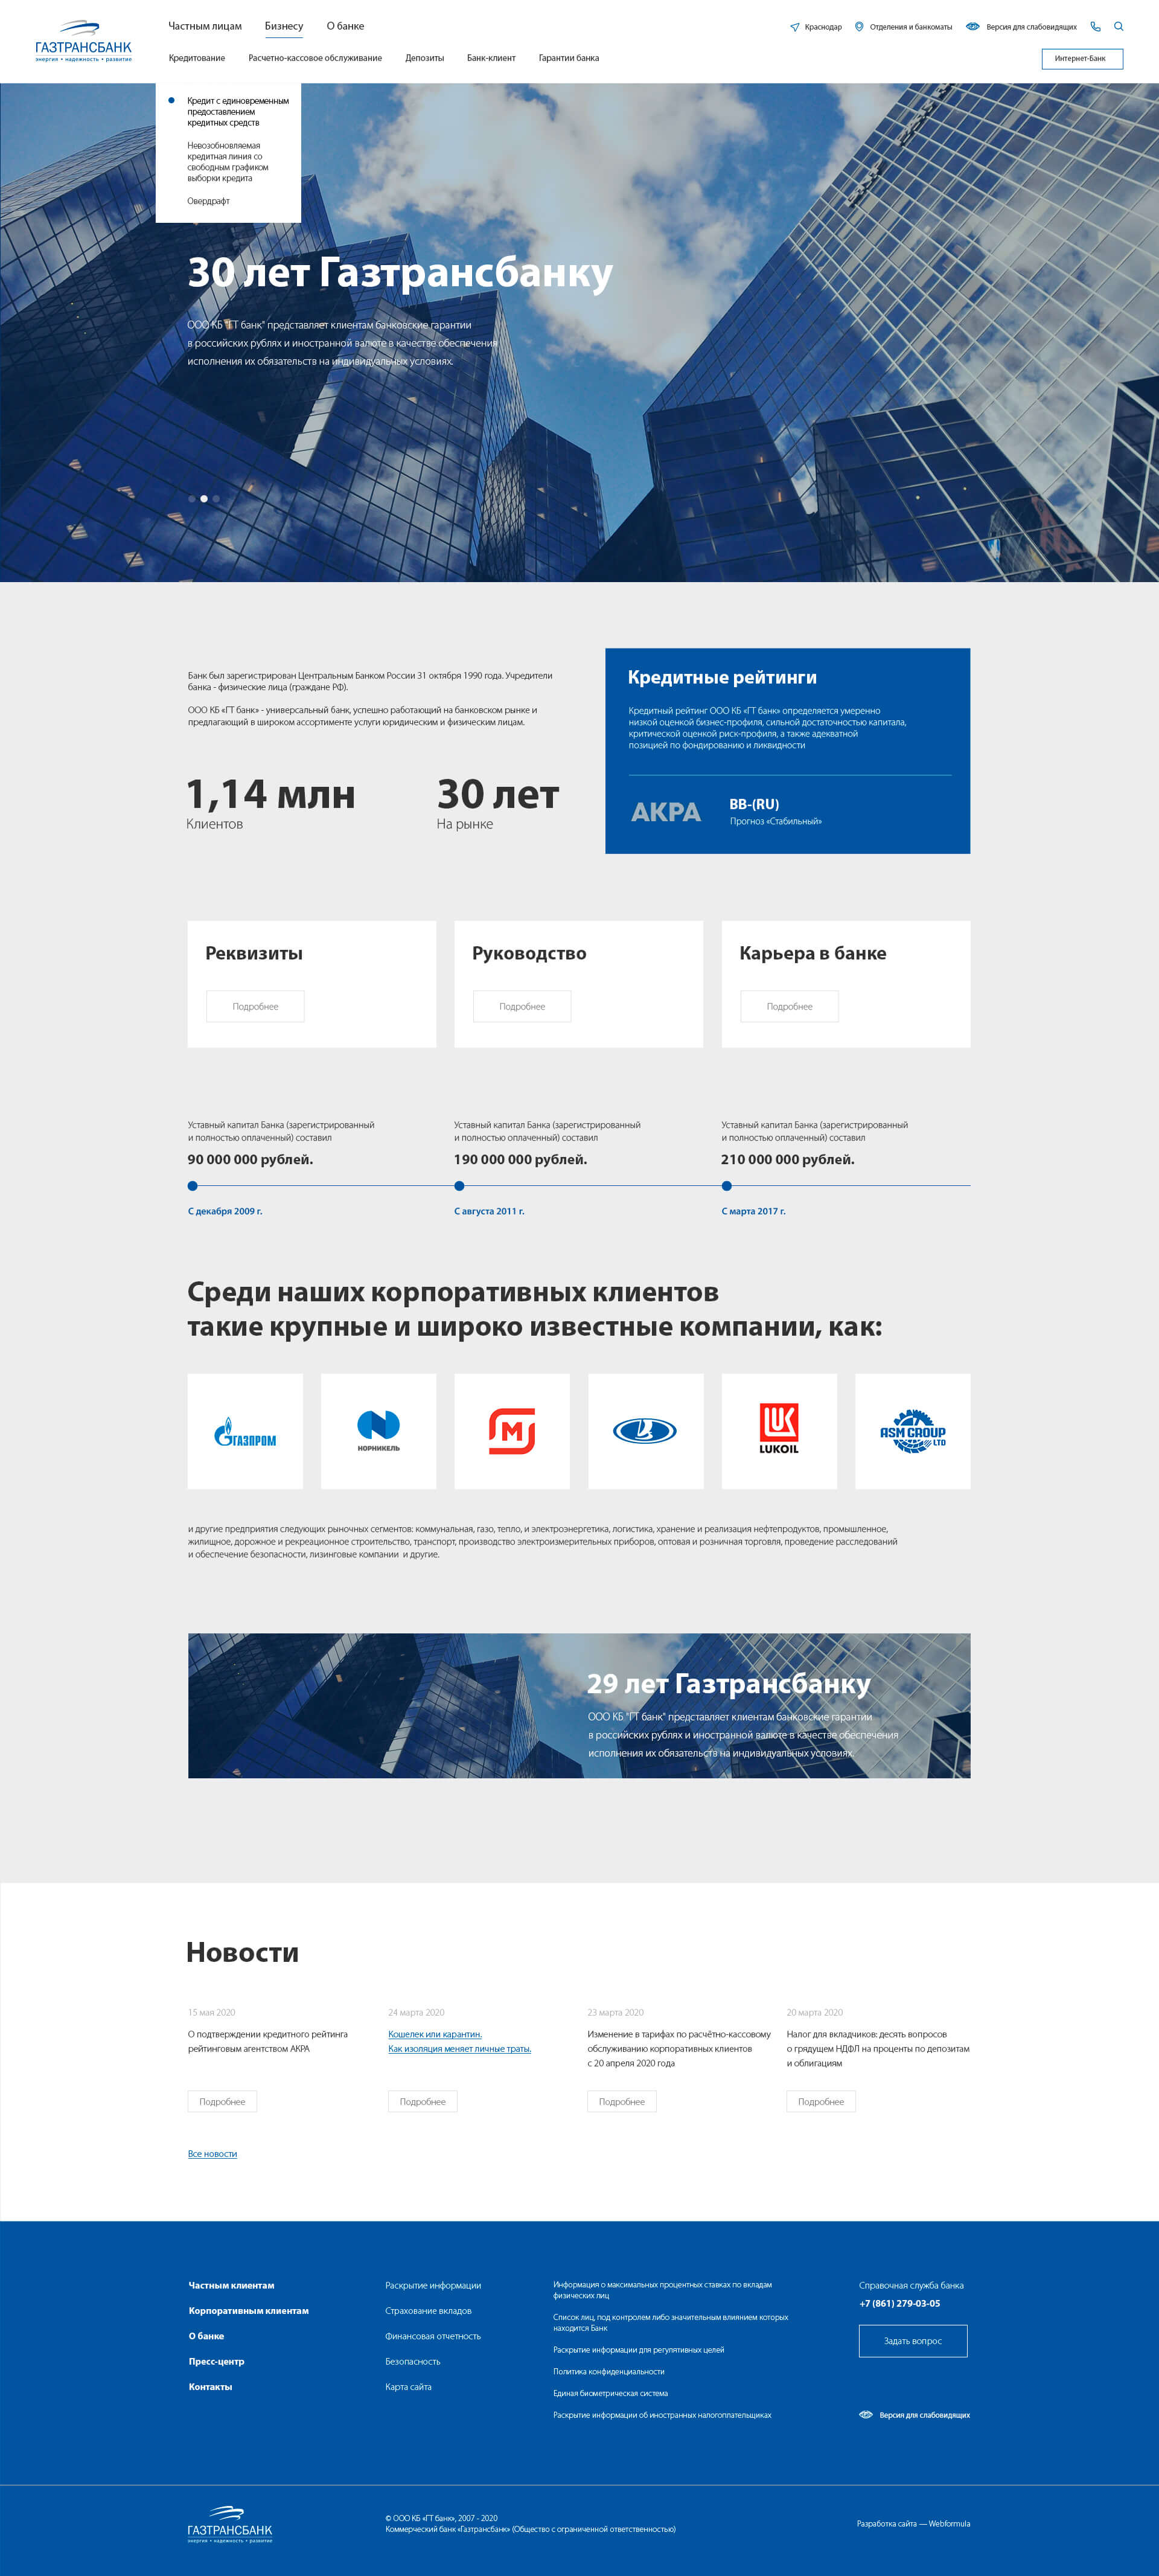 ГАЗТРАНСБАНК
энергия • надежность • развитие
Частным лицам
Бизнесу
О банке
Краснодар
Отделения и банкоматы
Версия для слабовидящих
Кредитование
Расчетно-кассовое обслуживание
Депозиты
Банк-клиент
Гарантии банка
Интернет-Банк
Кредит с единовременным
предоставлением
кредитных средств
Невозобновляемая
кредитная линия со
свободным графиком
выборки кредита
Овердрафт
30 лет Газтрансбанку
ООО КБ "ГТ банк" представляет клиентам банковские гарантии
в российских рублях и иностранной валюте в качестве обеспечения
исполнения их обязательств на индивидуальных условиях.
Банк был зарегистрирован Центральным Банком России 31 октября 1990 года. Учредители
банка - физические лица (граждане РФ).
ООО КБ «ГТ банк» - универсальный банк, успешно работающий на банковском рынке и
предлагающий в широком ассортименте услуги юридическим и физическим лицам.
1,14 млн
Клиентов
30 лет
На рынке
Кредитные рейтинги
Кредитный рейтинг ООО КБ «ГТ банк» определяется умеренно
низкой оценкой бизнес-профиля, сильной достаточностью капитала,
критической оценкой риск-профиля, а также адекватной
позицией по фондированию и ликвидности
АКРА
BB-(RU)
Прогноз «Стабильный»
Реквизиты
Подробнее
Руководство
Подробнее
Карьера в банке
Подробнее
Уставный капитал Банка (зарегистрированный
и полностью оплаченный) составил
90 000 000 рублей.
С декабря 2009 г.
Уставный капитал Банка (зарегистрированный
и полностью оплаченный) составил
190 000 000 рублей.
С августа 2011 г.
Уставный капитал Банка (зарегистрированный
и полностью оплаченный) составил
210 000 000 рублей.
С марта 2017 г.
Среди наших корпоративных клиентов
такие крупные и широко известные компании, как:
ГАЗПРОМ
НОРНИКЕЛЬ
М
LUKOIL
ASM GROUP
LTD
и другие предприятия следующих рыночных сегментов: коммунальная, газо, тепло, и электроэнергетика, логистика, хранение и реализация нефтепродуктов, промышленное,
жилищное, дорожное и рекреационное строительство, транспорт, производство электроизмерительных приборов, оптовая и розничная торговля, проведение расследований
и обеспечение безопасности, лизинговые компании и другие.
29 лет Газтрансбанку
ООО КБ "ГТ банк" представляет клиентам банковские гарантии
в российских рублях и иностранной валюте в качестве обеспечения
исполнения их обязательств на индивидуальных условиях.
Новости
15 мая 2020
О подтверждении кредитного рейтинга
рейтинговым агентством АКРА
Подробнее
24 марта 2020
Кошелек или карантин.
Как изоляция меняет личные траты.
Подробнее
23 марта 2020
Изменение в тарифах по расчётно-кассовому
обслуживанию корпоративных клиентов
с 20 апреля 2020 года
Подробнее
20 марта 2020
Налог для вкладчиков: десять вопросов
о грядущем НДФЛ на проценты по депозитам
и облигациям
Подробнее
Все новости
Частным клиентам
Корпоративным клиентам
О банке
Пресс-центр
Контакты
Раскрытие информации
Страхование вкладов
Финансовая отчетность
Безопасность
Карта сайта
Информация о максимальных процентных ставках по вкладам
физических лиц
Список лиц, под контролем либо значительным влиянием которых
находится Банк
Раскрытие информации для регулятивных целей
Политика конфиденциальности
Единая биометрическая система
Раскрытие информации об иностранных налогоплательщиках
Справочная служба банка
+7 (861) 279-03-05
Задать вопрос
Версия для слабовидящих
ГАЗТРАНСБАНК
энергия • надежность • развитие
© ООО КБ «ГТ банк», 2007 - 2020
Коммерческий банк «Газтрансбанк» (Общество с ограниченной ответственностью)
Разработка сайта — Webformula